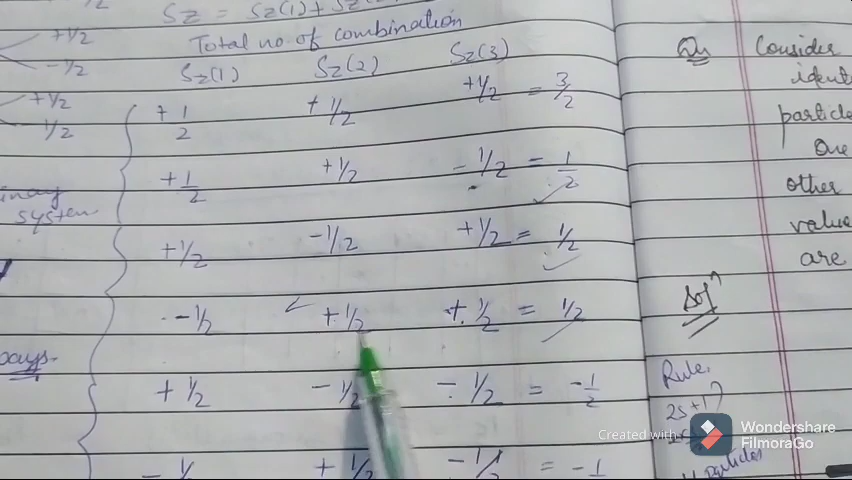 Sz = Sz(1) + Sz
Total no. of combination
Sz(1) Sz(2) Sz(3)
+1/2 +1/2 +1/2 = 3/2
+1/2 +1/2 -1/2 = 1/2
+1/2 -1/2 +1/2 = 1/2
-1/2 +1/2 +1/2 = 1/2
+1/2 -1/2 -1/2 = -1/2
+1/2 -1/2 = -1
+1/2
-1/2
+1/2
1/2
system
ways.
Qn Consider
ident
particle
One
other
value
are
Soln
Rule.
2s+1
particles
Created with
Wondershare
FilmoraGo